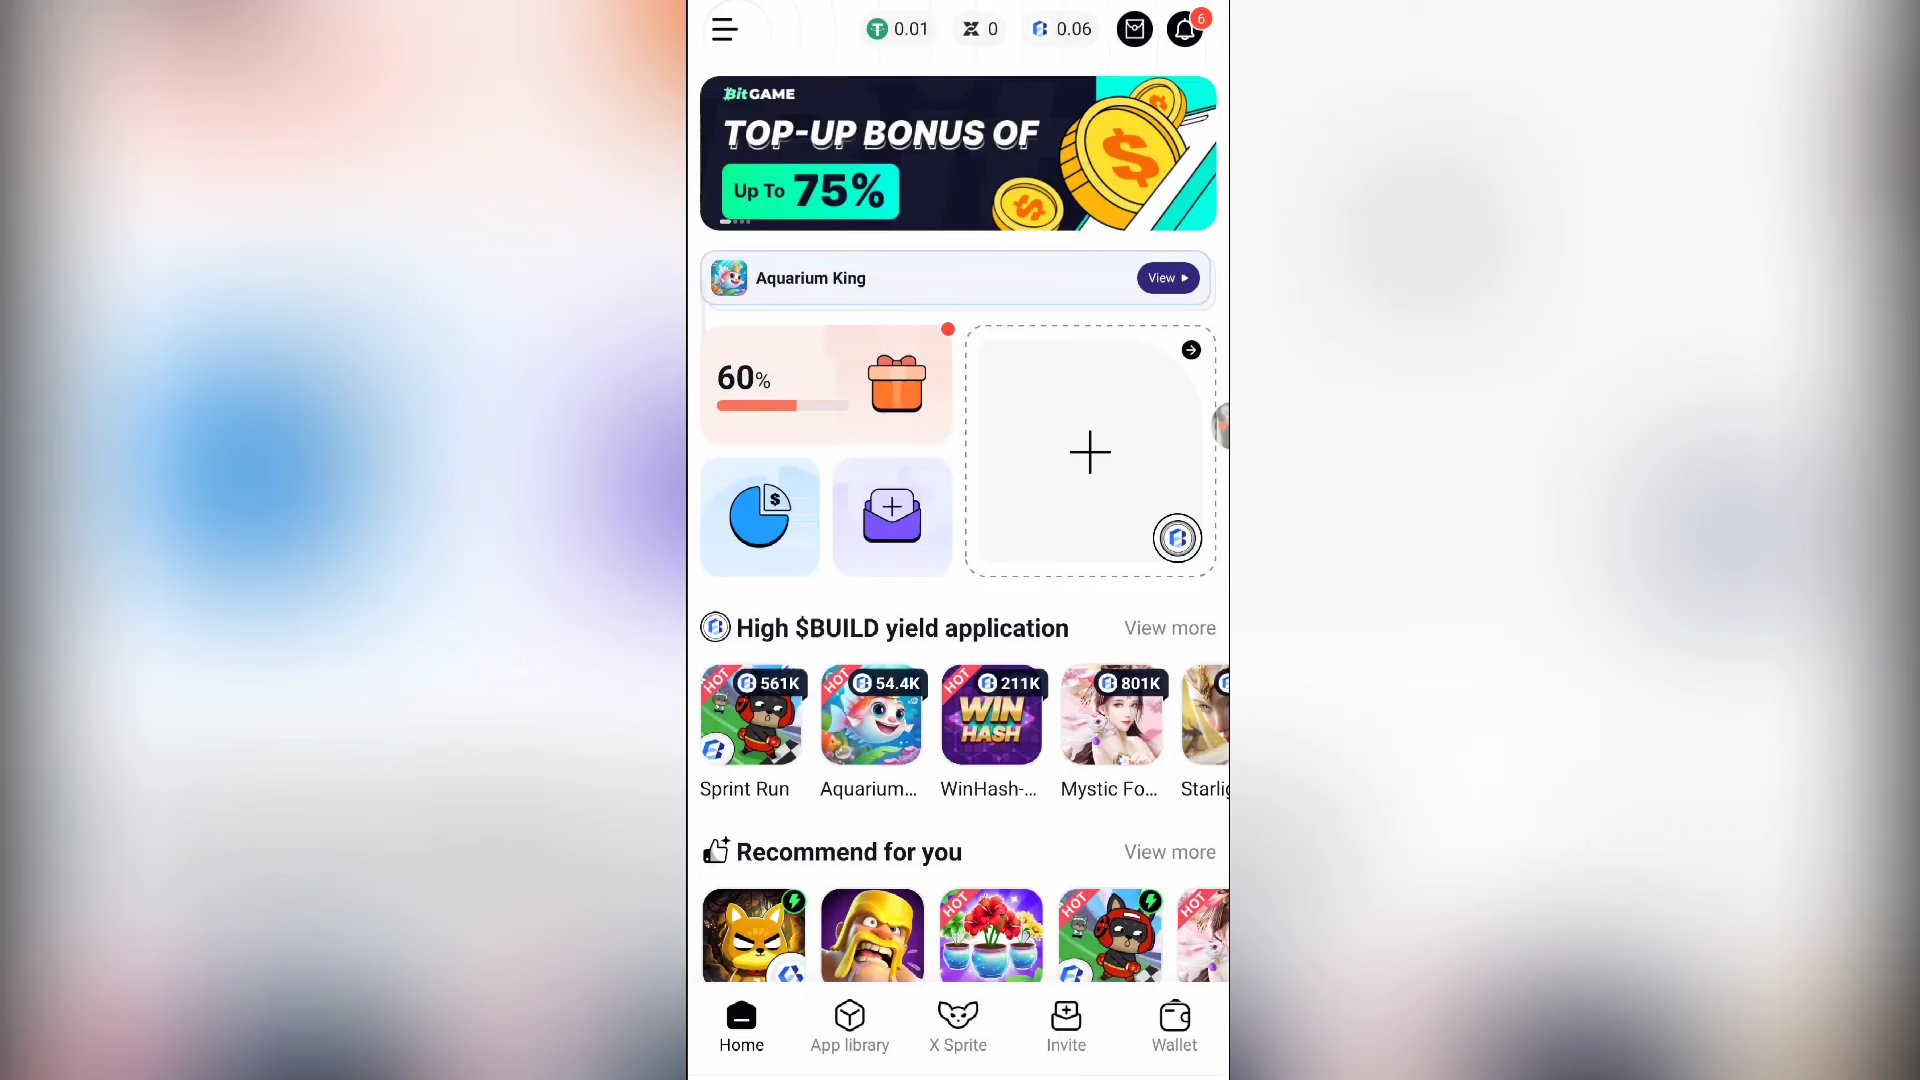 0.01
0
0.06
6
BitGAME
TOP-UP BONUS OF
Up To 75%
Aquarium King
View
60%
$
High $BUILD yield application
View more
HOT
561K
HOT
54.4K
HOT
211K
801K
WIN
HASH
Sprint Run
Aquarium...
WinHash-...
Mystic Fo...
Starlig
Recommend for you
View more
HOT
HOT
HOT
Home
App library
X Sprite
Invite
Wallet